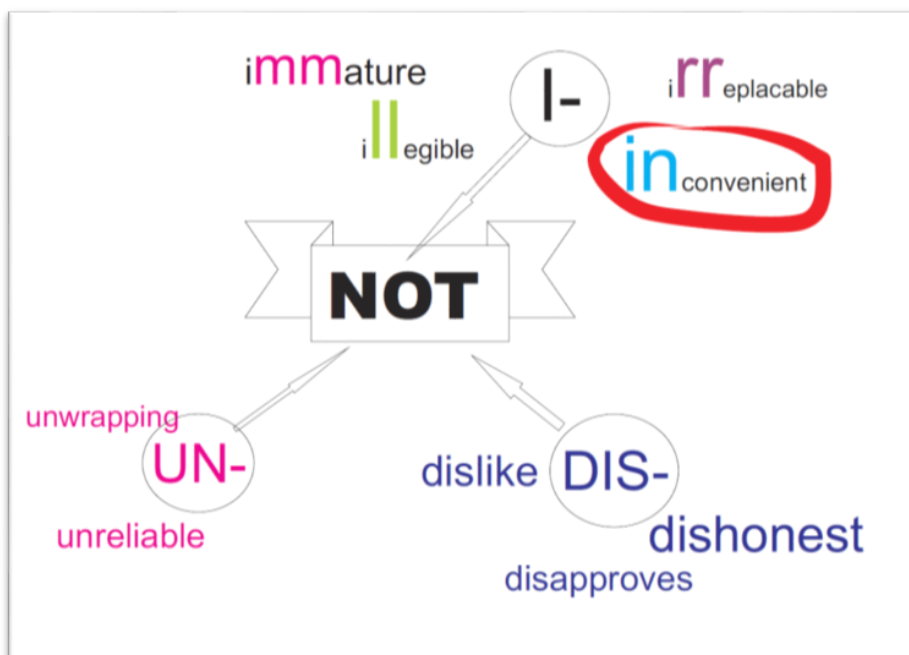 immature
I-
irreplacable
illegible
inconvenient
NOT
unwrapping
UN-
unreliable
dislike
DIS-
dishonest
disapproves